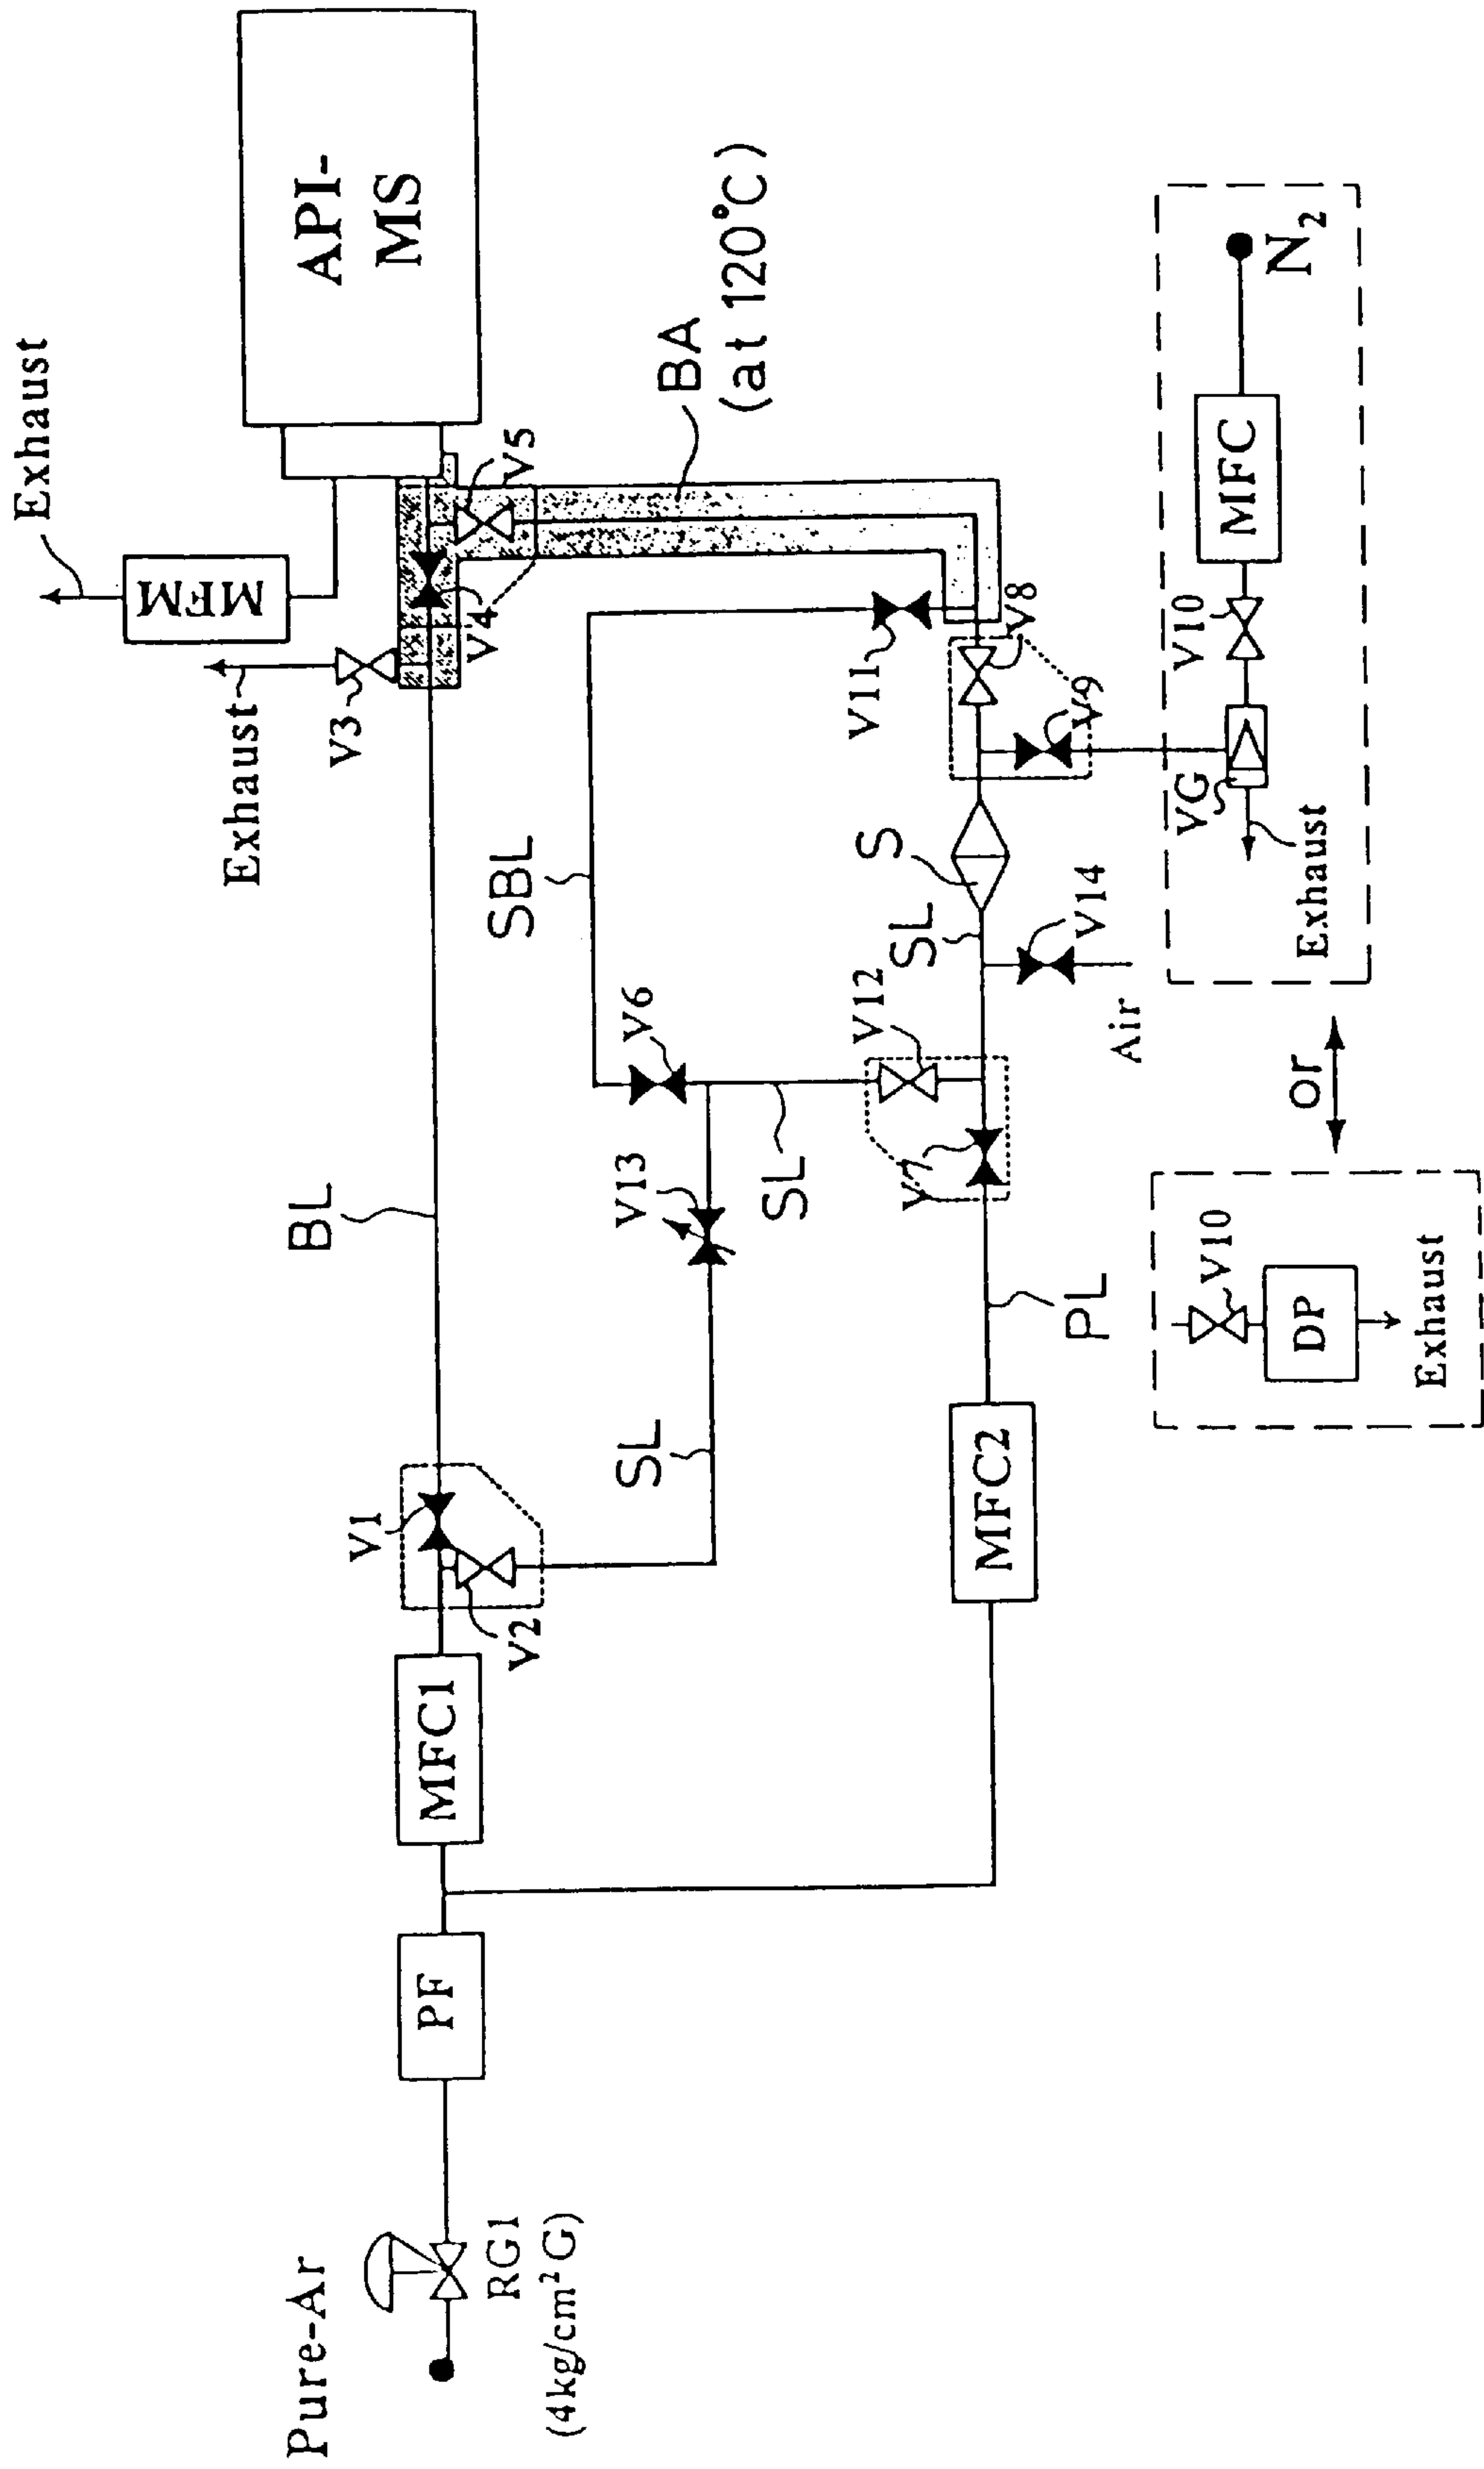 Pure-Ar
RG1
(4kg/cm² G)
PF
MFC1
V1
V2
BL
SL
MFC2
PL
V13
SL
V6
SBL
V12
V7
SL
S
V14
Air
V11
V8
V9
V3
Exhaust
V4
V5
MFM
Exhaust
API-
MS
BA
(at 120°C)
VG
Exhaust
V10
MFC
N₂
or
V10
DP
Exhaust